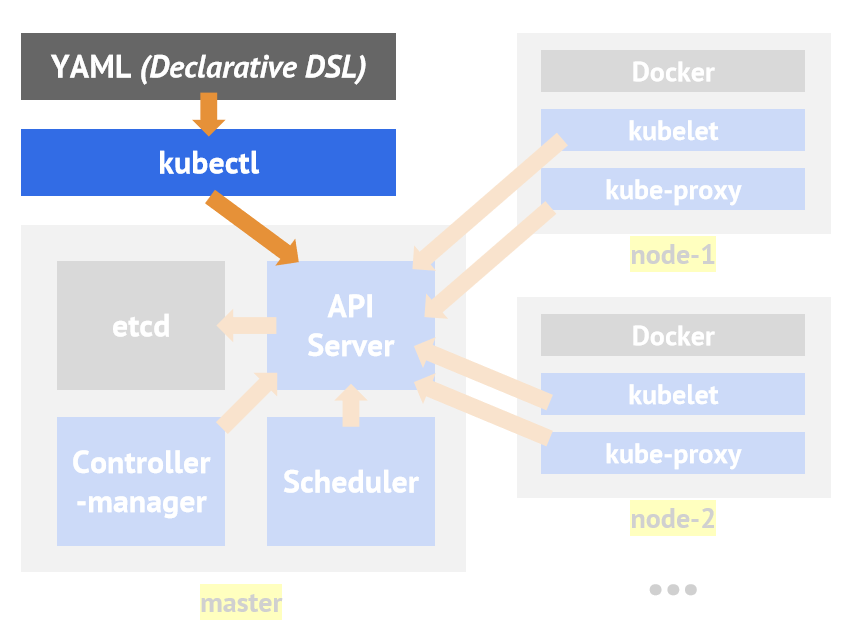 YAML (Declarative DSL)
kubectl
etcd
API
Server
Controller
-manager
Scheduler
master
Docker
kubelet
kube-proxy
node-1
Docker
kubelet
kube-proxy
node-2
...